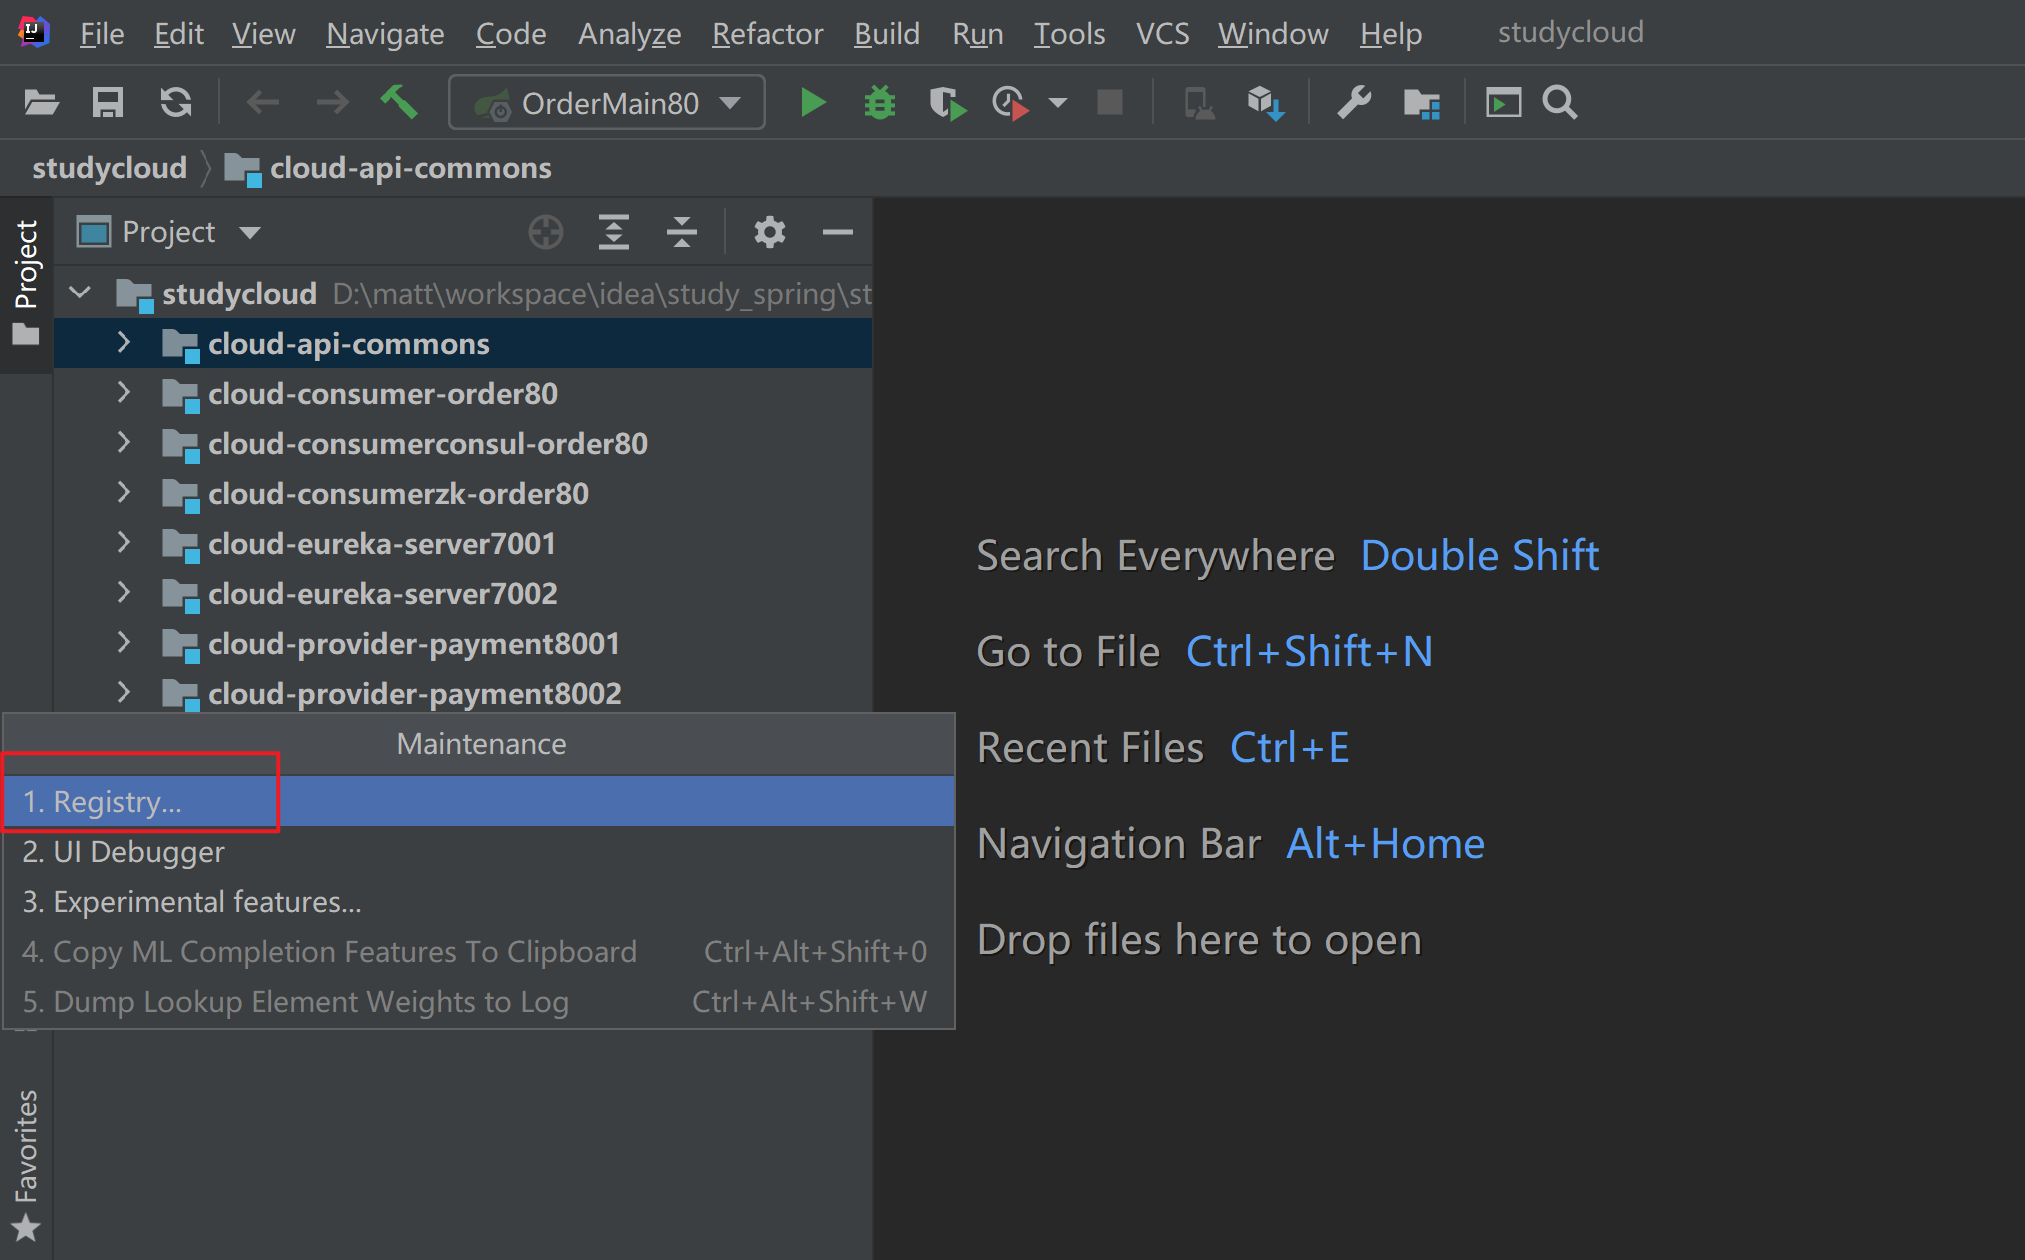 File Edit View Navigate Code Analyze Refactor Build Run Tools VCS Window Help studycloud
OrderMain80
studycloud cloud-api-commons
Project
Project
studycloud D:\matt\workspace\idea\study_spring\st
cloud-api-commons
cloud-consumer-order80
cloud-consumerconsul-order80
cloud-consumerzk-order80
cloud-eureka-server7001
cloud-eureka-server7002
cloud-provider-payment8001
cloud-provider-payment8002
Maintenance
1. Registry...
2. UI Debugger
3. Experimental features...
4. Copy ML Completion Features To Clipboard Ctrl+Alt+Shift+0
5. Dump Lookup Element Weights to Log Ctrl+Alt+Shift+W
Favorites
Search Everywhere Double Shift
Go to File Ctrl+Shift+N
Recent Files Ctrl+E
Navigation Bar Alt+Home
Drop files here to open